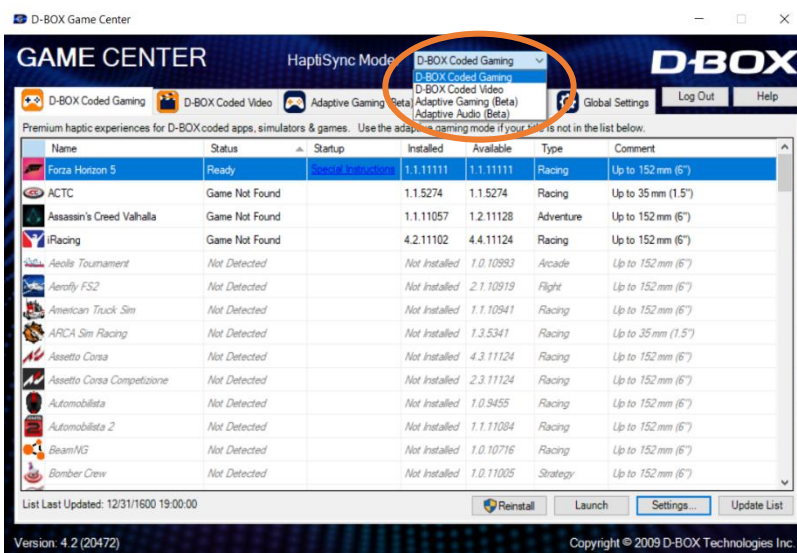 D-BOX Game Center
GAME CENTER HaptiSync Mode D-BOX Coded Gaming D-BOX
D-BOX Coded Gaming
D-BOX Coded Video
Adaptive Gaming (Beta)
Adaptive Audio (Beta)
D-BOX Coded Gaming D-BOX Coded Video Adaptive Gaming (Beta) Global Settings Log Out Help
Premium haptic experiences for D-BOX coded apps, simulators & games. Use the adaptive gaming mode if your title is not in the list below.
Name Status Startup Installed Available Type Comment
Forza Horizon 5 Ready Special Instructions 1.1.11111 1.1.11111 Racing Up to 152 mm (6")
ACTC Game Not Found 1.1.5274 1.1.5274 Racing Up to 35 mm (1.5")
Assassin's Creed Valhalla Game Not Found 1.1.11057 1.2.11128 Adventure Up to 152 mm (6")
iRacing Game Not Found 4.2.11102 4.4.11124 Racing Up to 152 mm (6")
Aeolis Tournament Not Detected Not Installed 1.0.10993 Arcade Up to 152 mm (6")
Aerofly FS2 Not Detected Not Installed 2.1.10919 Flight Up to 152 mm (6")
American Truck Sim Not Detected Not Installed 1.1.10941 Racing Up to 152 mm (6")
ARCA Sim Racing Not Detected Not Installed 1.3.5341 Racing Up to 35 mm (1.5")
Assetto Corsa Not Detected Not Installed 4.3.11124 Racing Up to 152 mm (6")
Assetto Corsa Competizione Not Detected Not Installed 2.3.11124 Racing Up to 152 mm (6")
Automobilista Not Detected Not Installed 1.0.9455 Racing Up to 152 mm (6")
Automobilista 2 Not Detected Not Installed 1.1.11084 Racing Up to 152 mm (6")
BeamNG Not Detected Not Installed 1.0.10716 Racing Up to 152 mm (6")
Bomber Crew Not Detected Not Installed 1.0.11005 Strategy Up to 152 mm (6")
List Last Updated: 12/31/1600 19:00:00 Reinstall Launch Settings... Update List
Version: 4.2 (20472) Copyright © 2009 D-BOX Technologies Inc.